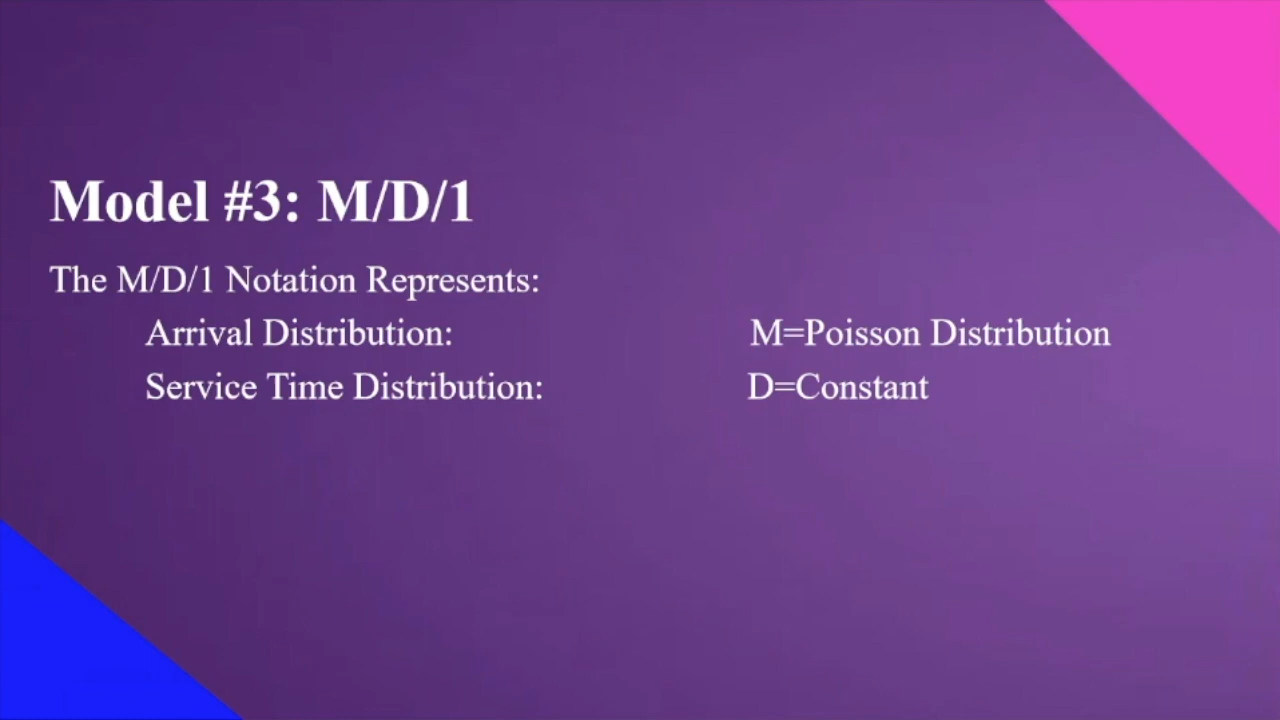 Model #3: M/D/1
The M/D/1 Notation Represents:
Arrival Distribution: M=Poisson Distribution
Service Time Distribution: D=Constant